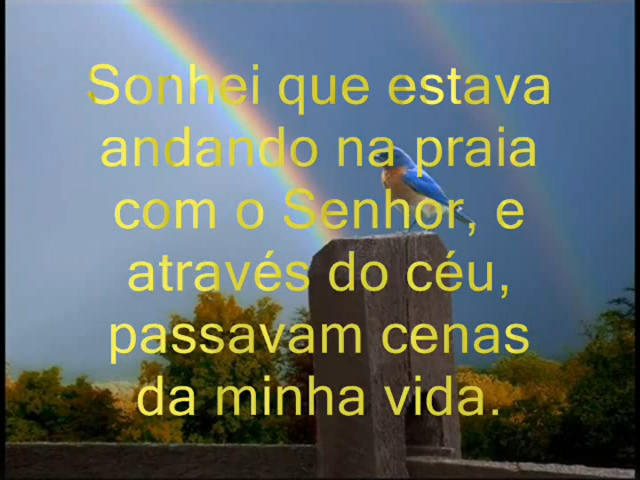 Sonhei que estava
andando na praia
com o Senhor, e
através do céu,
passavam cenas
da minha vida.